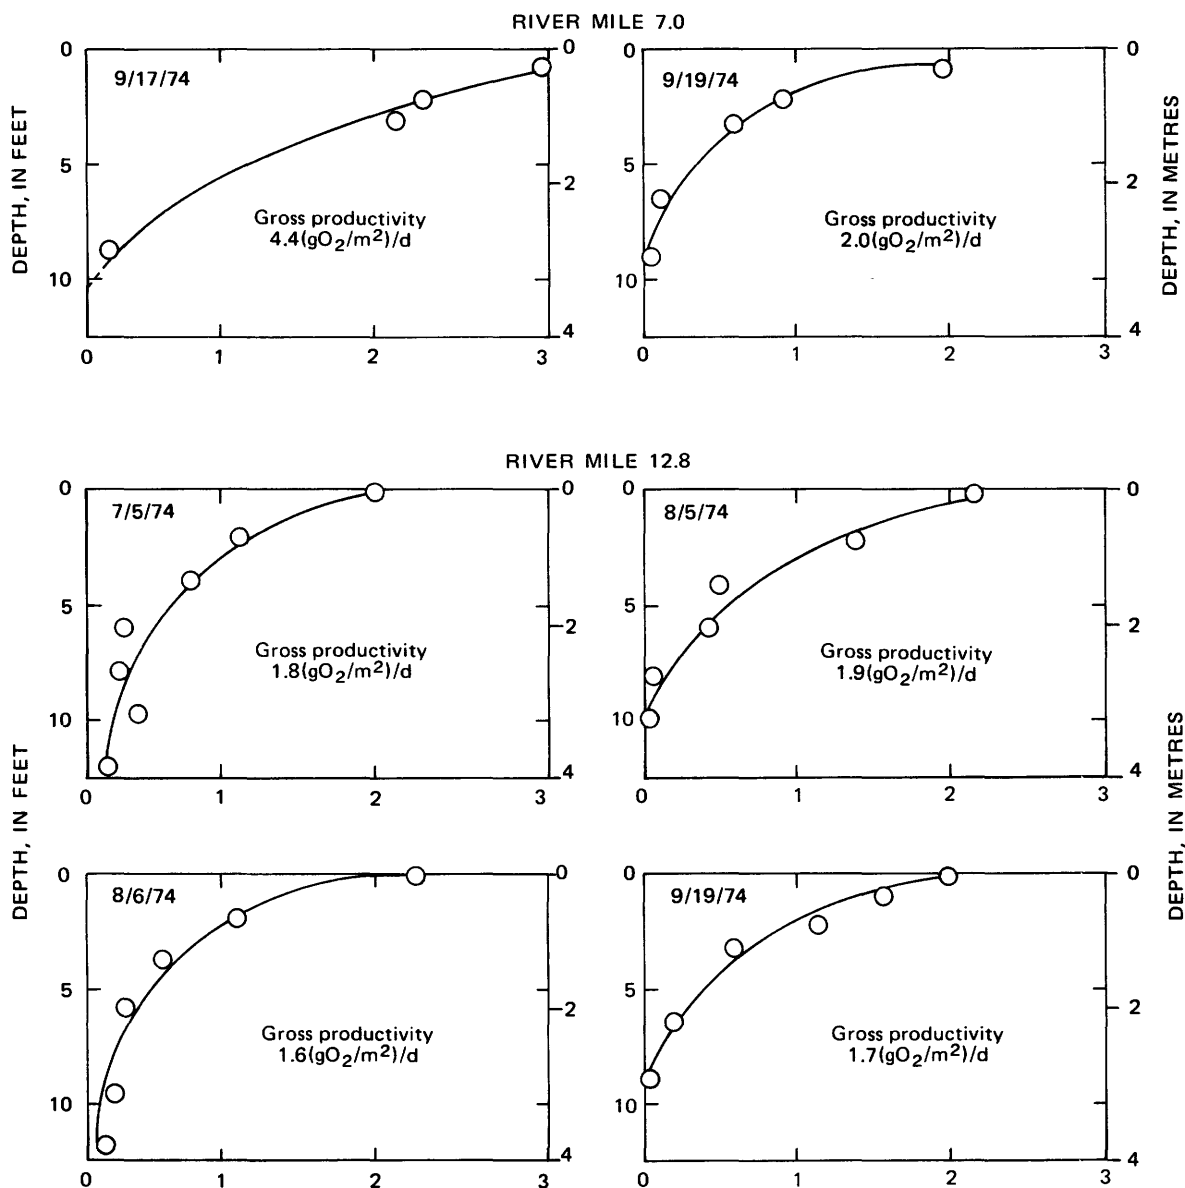 RIVER MILE 7.0
DEPTH, IN FEET
0
5
10
9/17/74
Gross productivity
4.4(gO2/m2)/d
0
2
4
0 1 2 3
0
5
10
9/19/74
Gross productivity
2.0(gO2/m2)/d
0
2
4
0 1 2 3
DEPTH, IN METRES
RIVER MILE 12.8
0
5
10
7/5/74
Gross productivity
1.8(gO2/m2)/d
0
2
4
0 1 2 3
0
5
10
8/5/74
Gross productivity
1.9(gO2/m2)/d
0
2
4
0 1 2 3
DEPTH, IN FEET
0
5
10
8/6/74
Gross productivity
1.6(gO2/m2)/d
0
2
4
0 1 2 3
0
5
10
9/19/74
Gross productivity
1.7(gO2/m2)/d
0
2
4
0 1 2 3
DEPTH, IN METRES